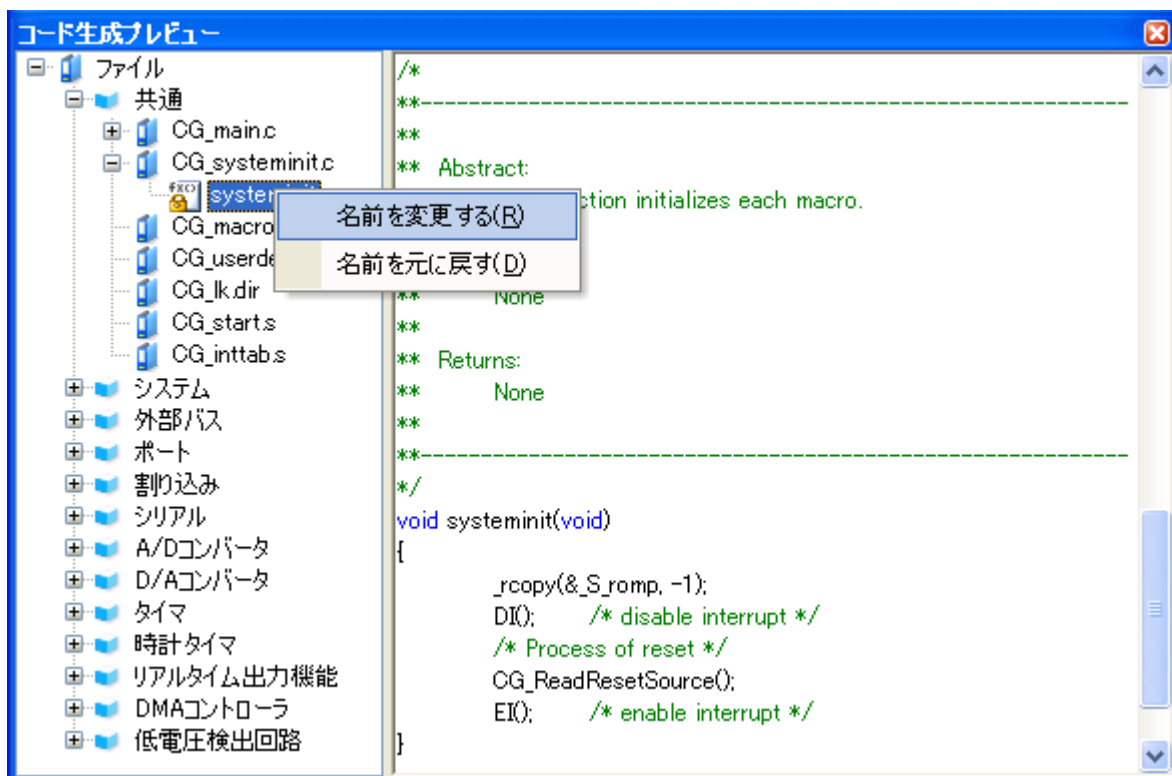 コード生成プレビュー
ファイル
共通
CG_main.c
CG_systeminit.c
CG_lk.dir
CG_start.s
CG_inttab.s
システム
外部バス
ポート
割り込み
シリアル
A/Dコンバータ
D/Aコンバータ
タイマ
時計タイマ
リアルタイム出力機能
DMAコントローラ
低電圧検出回路
名前を変更する(R)
名前を元に戻す(D)
/*
**-----------------------------------------------------------
**
** Abstract:
initializes each macro.
** None
**
** Returns:
** None
**
**-----------------------------------------------------------
*/
void systeminit(void)
{
_rcopy(&_S_romp, -1);
DI(); /* disable interrupt */
/* Process of reset */
CG_ReadResetSource();
EI(); /* enable interrupt */
}